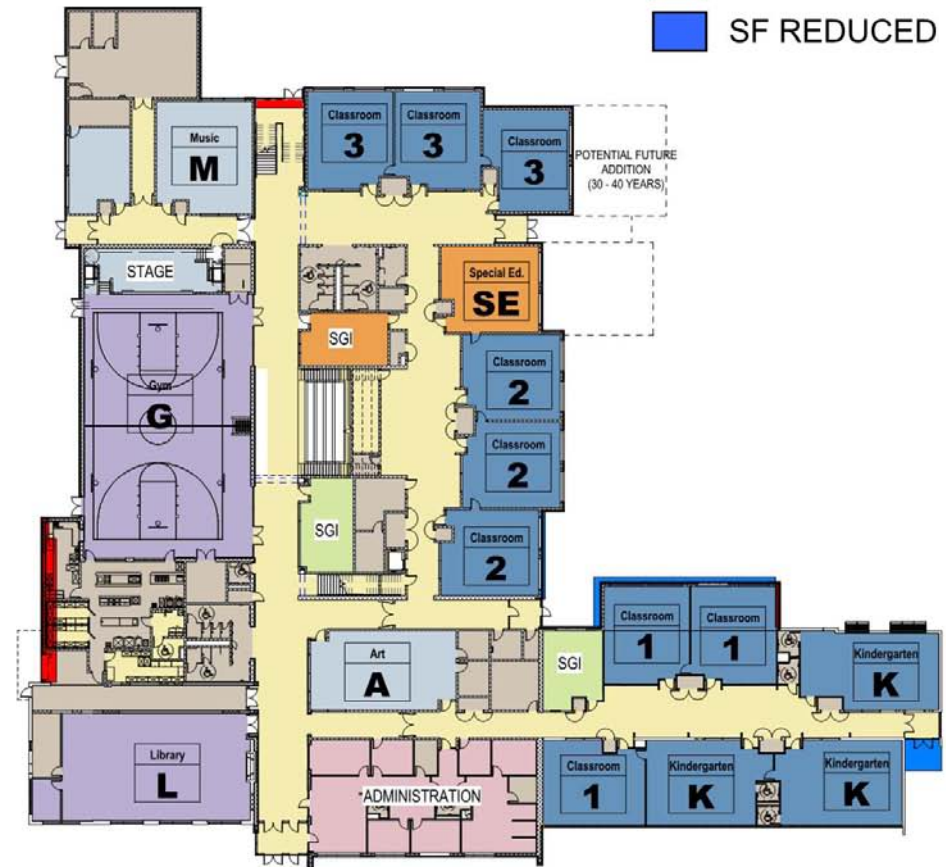 SF REDUCED
Music
M
Classroom
3
Classroom
3
Classroom
3
POTENTIAL FUTURE
ADDITION
(30 - 40 YEARS)
STAGE
Special Ed.
SE
SGI
Gym
G
Classroom
2
Classroom
2
SGI
Classroom
2
Art
A
SGI
Classroom
1
Classroom
1
Kindergarten
K
Library
L
ADMINISTRATION
Classroom
1
Kindergarten
K
Kindergarten
K